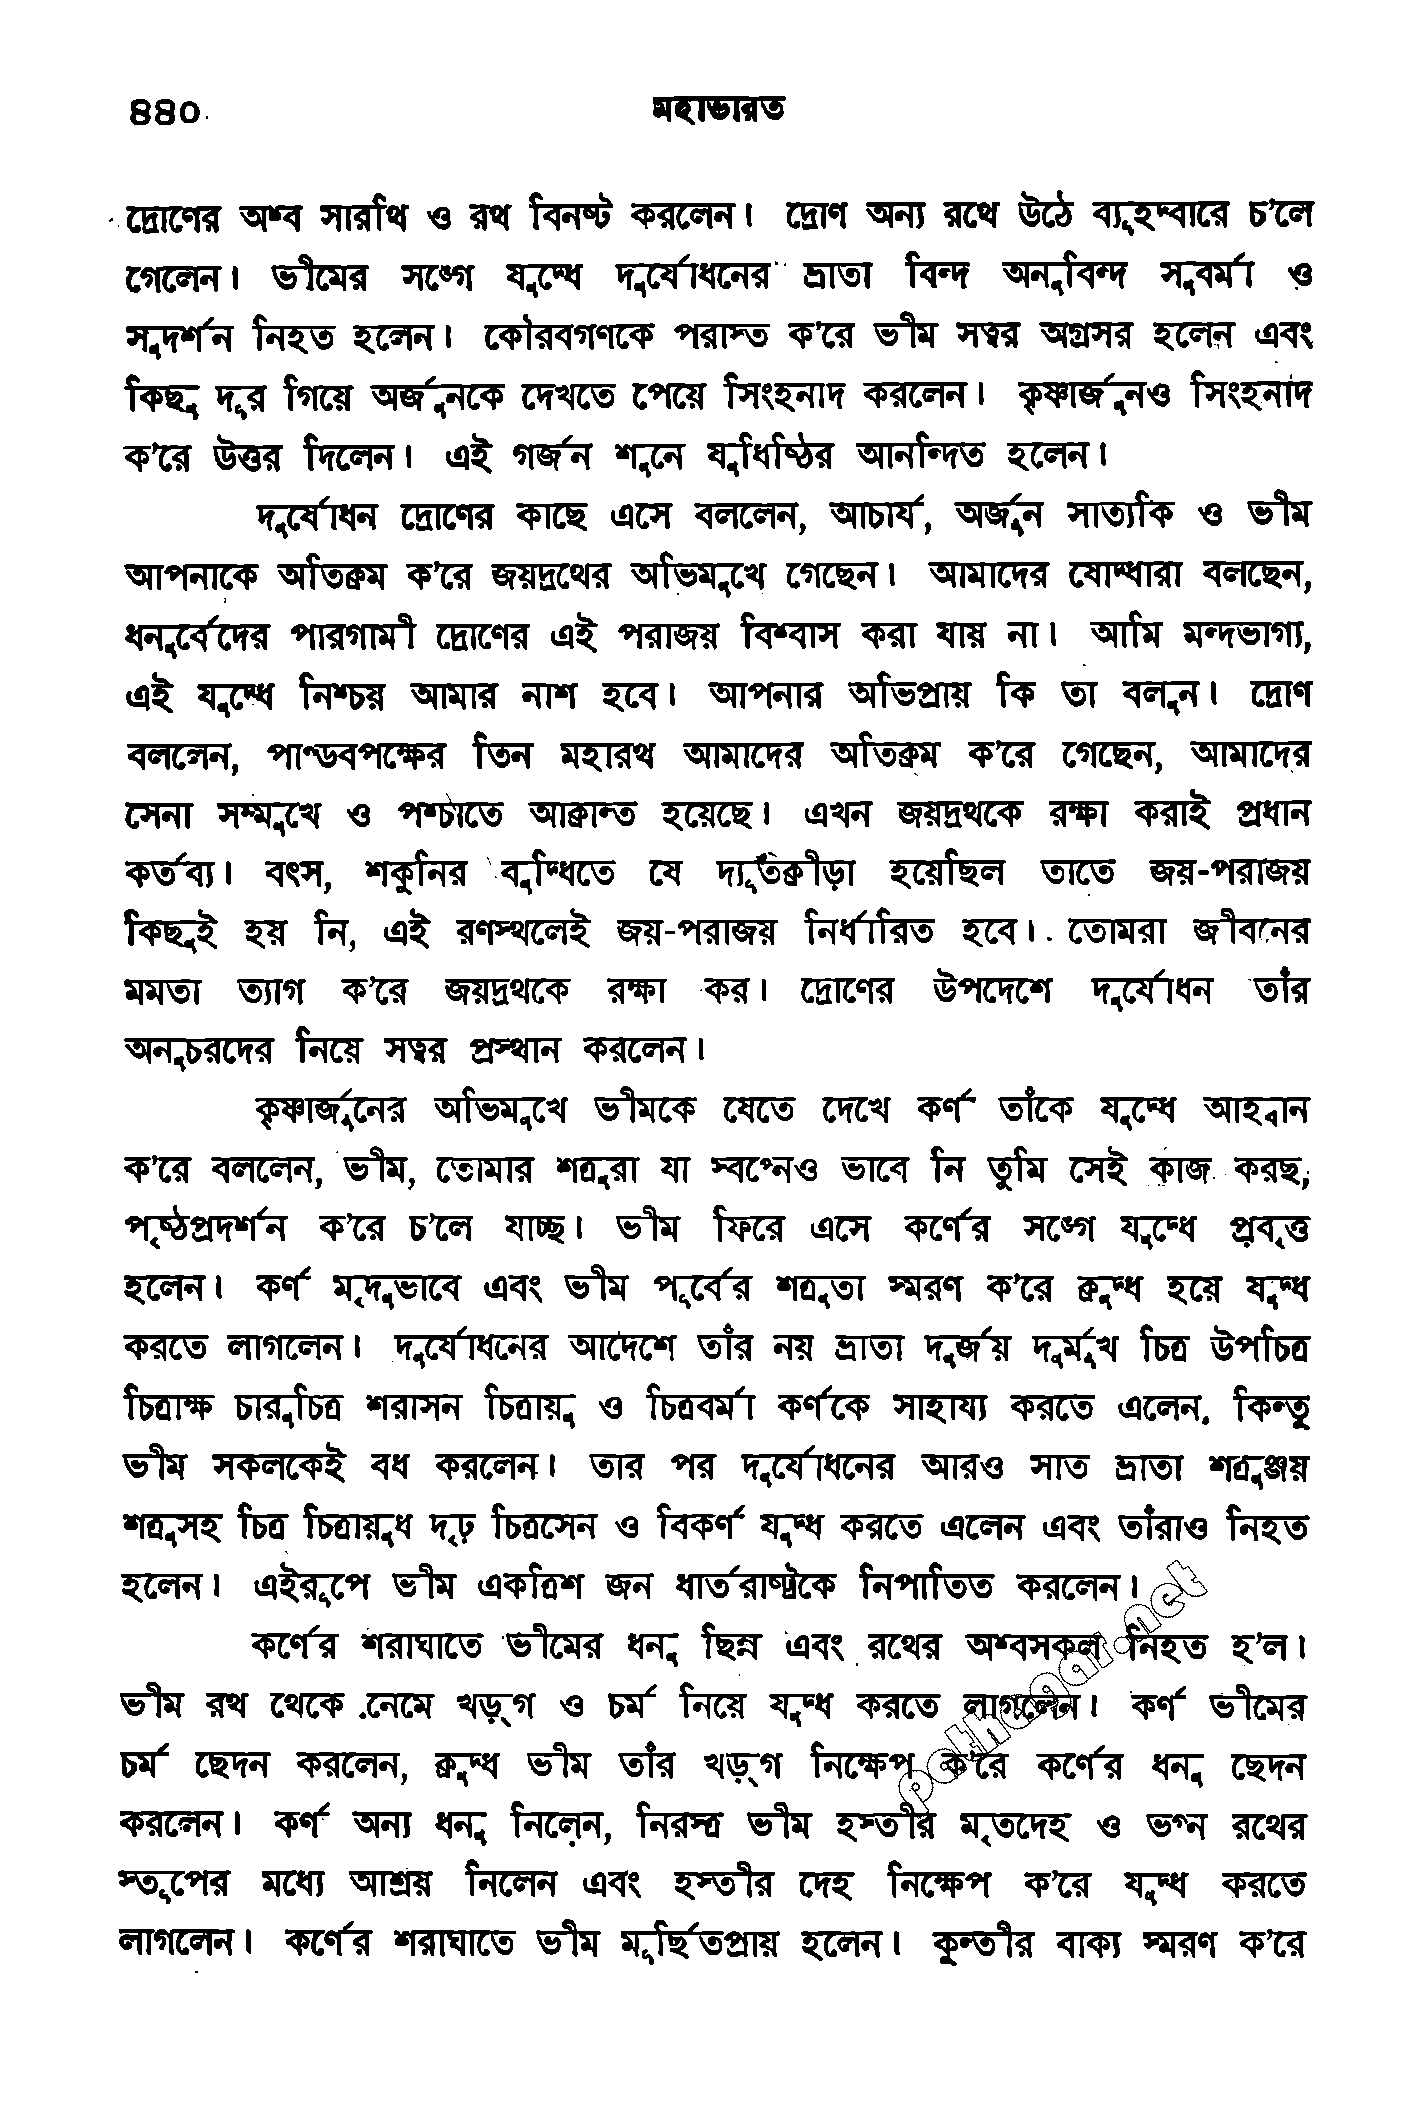 ৪৪০
মহাভারত
দ্রোণের অশ্ব সারথি ও রথ বিনষ্ট করলেন। দ্রোণ অন্য রথে উঠে ব্যূহদ্বারে চ'লে
গেলেন। ভীমের সঙ্গে যুদ্ধে দুর্যোধনের ভ্রাতা বিন্দ অনুবিন্দ সুবর্মা ও
সুদর্শন নিহত হলেন। কৌরবগণকে পরাস্ত ক'রে ভীম সত্বর অগ্রসর হলেন এবং
কিছু দূর গিয়ে অর্জুনকে দেখতে পেয়ে সিংহনাদ করলেন। কৃষ্ণার্জুনও সিংহনাদ
ক'রে উত্তর দিলেন। এই গর্জন শুনে যুধিষ্ঠির আনন্দিত হলেন।
দুর্যোধন দ্রোণের কাছে এসে বললেন, আচার্য, অর্জুন সাত্যকি ও ভীম
আপনাকে অতিক্রম ক'রে জয়দ্রথের অভিমুখে গেছেন। আমাদের যোদ্ধারা বলছেন,
ধনুর্বেদের পারগামী দ্রোণের এই পরাজয় বিশ্বাস করা যায় না। আমি মন্দভাগ্য,
এই যুদ্ধে নিশ্চয় আমার নাশ হবে। আপনার অভিপ্রায় কি তা বলুন। দ্রোণ
বললেন, পাণ্ডবপক্ষের তিন মহারথ আমাদের অতিক্রম ক'রে গেছেন, আমাদের
সেনা সম্মুখে ও পশ্চাতে আক্রান্ত হয়েছে। এখন জয়দ্রথকে রক্ষা করাই প্রধান
কর্তব্য। বৎস, শকুনির বুদ্ধিতে যে দ্যূতক্রীড়া হয়েছিল তাতে জয়-পরাজয়
কিছুই হয় নি, এই রণস্থলেই জয়-পরাজয় নির্ধারিত হবে। তোমরা জীবনের
মমতা ত্যাগ ক'রে জয়দ্রথকে রক্ষা কর। দ্রোণের উপদেশে দুর্যোধন তাঁর
অনুচরদের নিয়ে সত্বর প্রস্থান করলেন।
কৃষ্ণার্জুনের অভিমুখে ভীমকে যেতে দেখে কর্ণ তাঁকে যুদ্ধে আহ্বান
ক'রে বললেন, ভীম, তোমার শত্রুরা যা স্বপ্নেও ভাবে নি তুমি সেই কাজ করছ,
পৃষ্ঠপ্রদর্শন ক'রে চ'লে যাচ্ছ। ভীম ফিরে এসে কর্ণের সঙ্গে যুদ্ধে প্রবৃত্ত
হলেন। কর্ণ মৃদুভাবে এবং ভীম পূর্বের শত্রুতা স্মরণ ক'রে ক্রুদ্ধ হয়ে যুদ্ধ
করতে লাগলেন। দুর্যোধনের আদেশে তাঁর নয় ভ্রাতা দুর্জয় দুর্মুখ চিত্র উপচিত্র
চিত্রাক্ষ চারুচিত্র শরাসন চিত্রায়ু ও চিত্রবর্মা কর্ণকে সাহায্য করতে এলেন, কিন্তু
ভীম সকলকেই বধ করলেন। তার পর দুর্যোধনের আরও সাত ভ্রাতা শত্রুঞ্জয়
শত্রুসহ চিত্র চিত্রায়ুধ দৃঢ় চিত্রসেন ও বিকর্ণ যুদ্ধ করতে এলেন এবং তাঁরাও নিহত
হলেন। এইরূপে ভীম একত্রিশ জন ধার্তরাষ্ট্রকে নিপাতিত করলেন।
কর্ণের শরাঘাতে ভীমের ধনু ছিন্ন এবং রথের অশ্বসকল নিহত হ'ল।
ভীম রথ থেকে নেমে খড়্‌গ ও চর্ম নিয়ে যুদ্ধ করতে লাগলেন। কর্ণ ভীমের
চর্ম ছেদন করলেন, ক্রুদ্ধ ভীম তাঁর খড়্‌গ নিক্ষেপ ক'রে কর্ণের ধনু ছেদন
করলেন। কর্ণ অন্য ধনু নিলেন, নিরস্ত্র ভীম হস্তীর মৃতদেহ ও ভগ্ন রথের
স্তূপের মধ্যে আশ্রয় নিলেন এবং হস্তীর দেহ নিক্ষেপ ক'রে যুদ্ধ করতে
লাগলেন। কর্ণের শরাঘাতে ভীম মূর্ছিতপ্রায় হলেন। কুন্তীর বাক্য স্মরণ ক'রে
pathagar.net